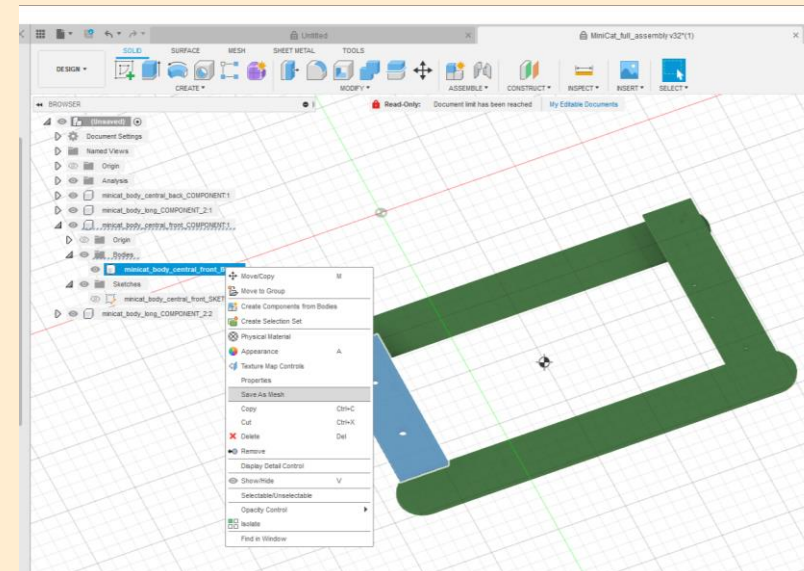 Untitled
MiniCat_full_assembly v32*(1)
DESIGN
SOLID SURFACE MESH SHEET METAL TOOLS
CREATE MODIFY ASSEMBLE CONSTRUCT INSPECT INSERT SELECT
BROWSER
Read-Only: Document limit has been reached My Editable Documents
(Unsaved)
Document Settings
Named Views
Origin
Analysis
minicat_body_central_back_COMPONENT:1
minicat_body_long_COMPONENT_2:1
minicat_body_central_front_COMPONENT:1
Origin
Bodies
minicat_body_central_front_B
Sketches
minicat_body_central_front_SKET
minicat_body_long_COMPONENT_2:2
Move/Copy M
Move to Group
Create Components from Bodies
Create Selection Set
Physical Material
Appearance A
Texture Map Controls
Properties
Save As Mesh
Copy Ctrl+C
Cut Ctrl+X
Delete Del
Remove
Display Detail Control
Show/Hide V
Selectable/Unselectable
Opacity Control
Isolate
Find in Window